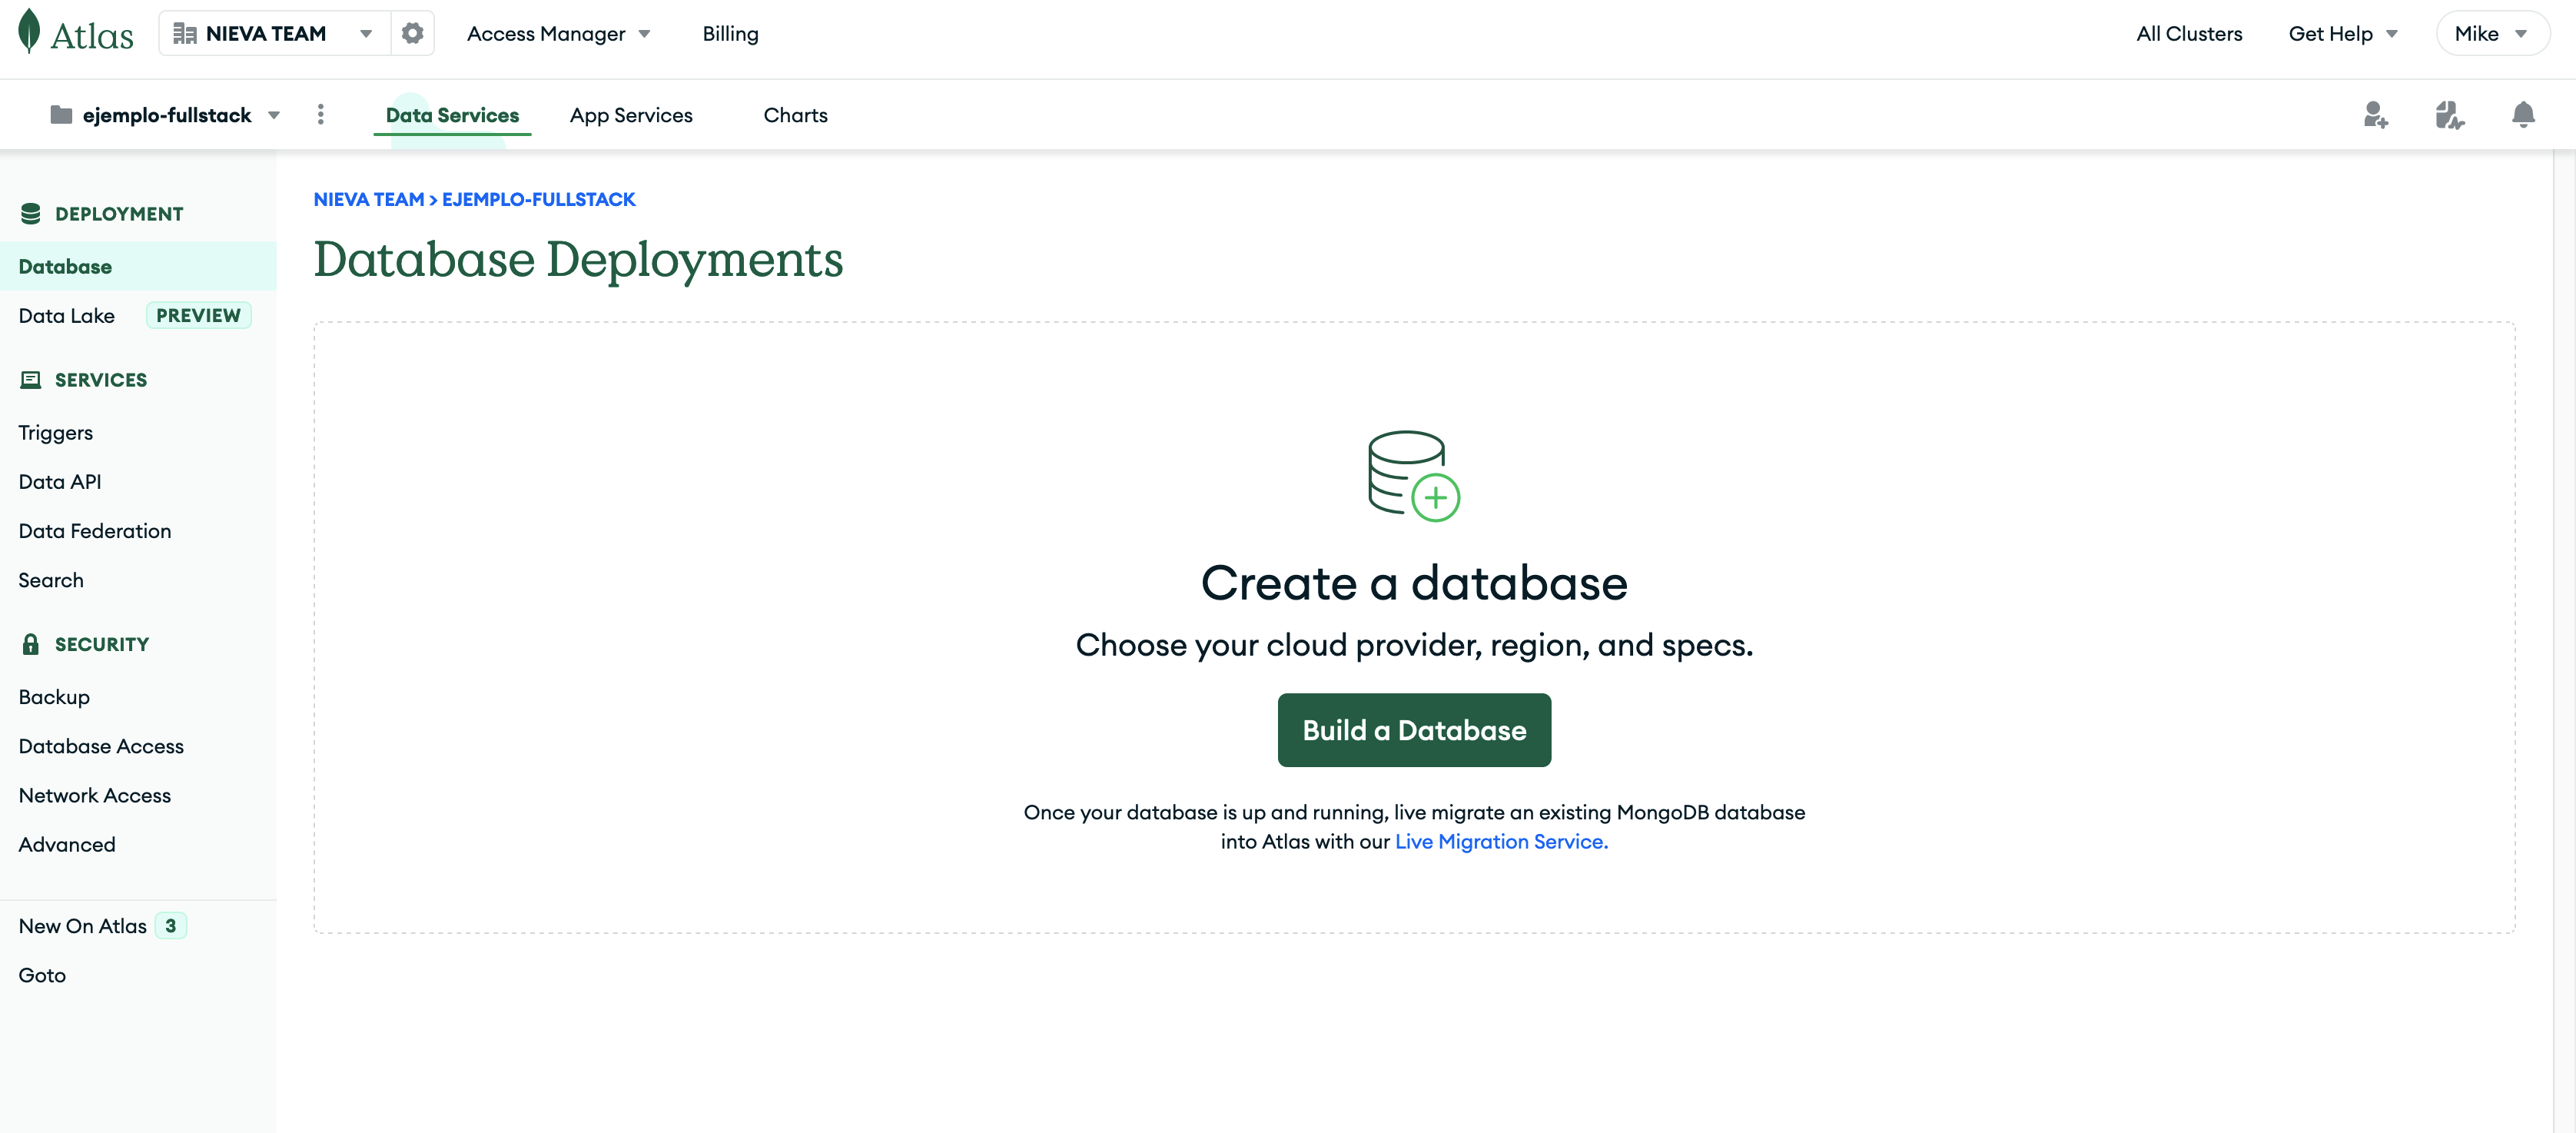 Atlas
NIEVA TEAM
Access Manager
Billing
All Clusters
Get Help
Mike
ejemplo-fullstack
Data Services
App Services
Charts
DEPLOYMENT
Database
Data Lake PREVIEW
SERVICES
Triggers
Data API
Data Federation
Search
SECURITY
Backup
Database Access
Network Access
Advanced
New On Atlas 3
Goto
NIEVA TEAM > EJEMPLO-FULLSTACK
Database Deployments
Create a database
Choose your cloud provider, region, and specs.
Build a Database
Once your database is up and running, live migrate an existing MongoDB database
into Atlas with our Live Migration Service.